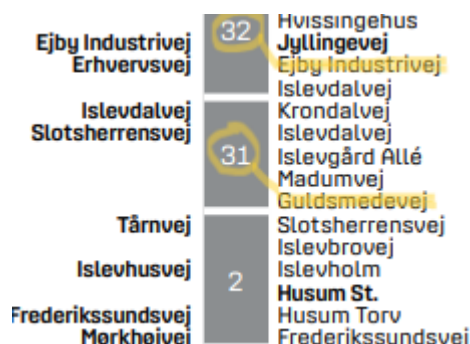 Hvissingehus
32
Ejby Industrivej
Jyllingevej
Erhvervsvej
Ejby Industrivej
Islevdalvej
Islevdalvej
Krondalvej
Slotsherrensvej
Islevdalvej
31
Islevgård Allé
Madumvej
Guldsmedevej
Tårnvej
Slotsherrensvej
Islevbrovej
Islevhusvej
Islevholm
2
Husum St.
Frederikssundsvej
Husum Torv
Mørkhøjvej
Frederikssundsvej